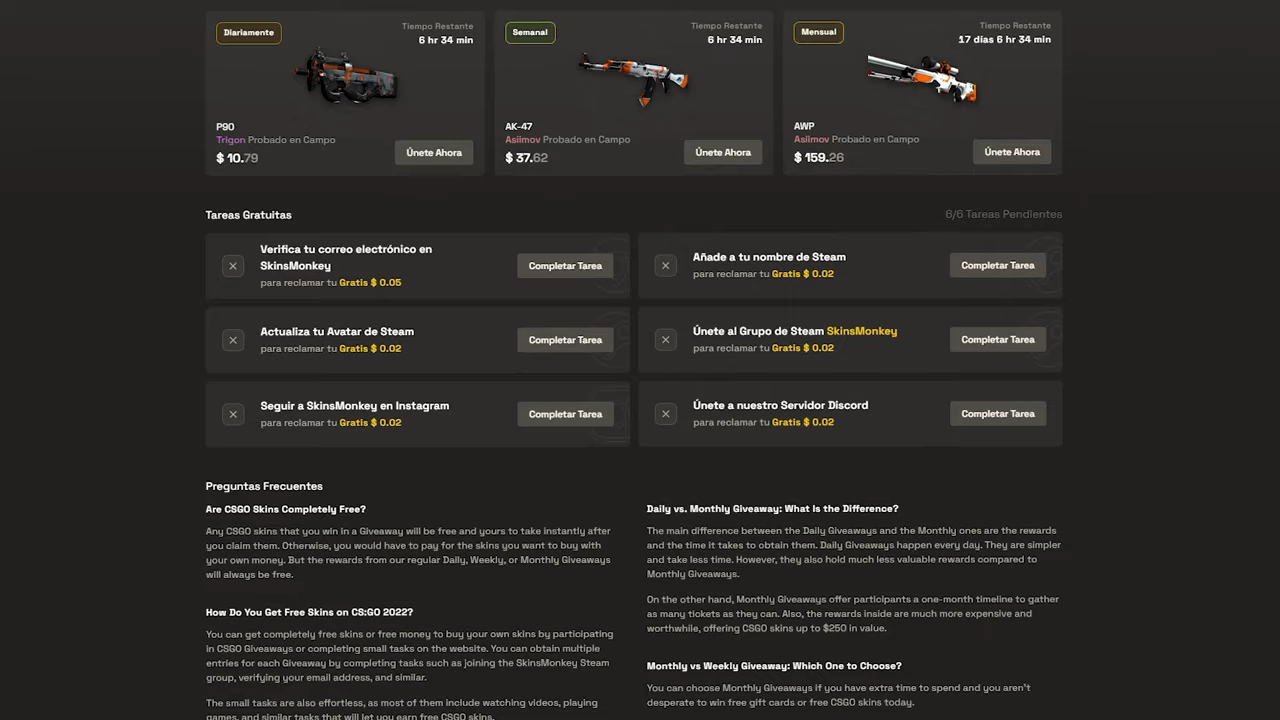 Diariamente
Tiempo Restante
6 hr 34 min
P90
Trigon Probado en Campo
$ 10.79
Únete Ahora
Semanal
Tiempo Restante
6 hr 34 min
AK-47
Asiimov Probado en Campo
$ 37.62
Únete Ahora
Mensual
Tiempo Restante
17 días 6 hr 34 min
AWP
Asiimov Probado en Campo
$ 159.26
Únete Ahora
Tareas Gratuitas
6/6 Tareas Pendientes
Verifica tu correo electrónico en
SkinsMonkey
para reclamar tu Gratis $ 0.05
Completar Tarea
Añade a tu nombre de Steam
para reclamar tu Gratis $ 0.02
Completar Tarea
Actualiza tu Avatar de Steam
para reclamar tu Gratis $ 0.02
Completar Tarea
Únete al Grupo de Steam SkinsMonkey
para reclamar tu Gratis $ 0.02
Completar Tarea
Seguir a SkinsMonkey en Instagram
para reclamar tu Gratis $ 0.02
Completar Tarea
Únete a nuestro Servidor Discord
para reclamar tu Gratis $ 0.02
Completar Tarea
Preguntas Frecuentes
Are CSGO Skins Completely Free?
Any CSGO skins that you win in a Giveaway will be free and yours to take instantly after
you claim them. Otherwise, you would have to pay for the skins you want to buy with
your own money. But the rewards from our regular Daily, Weekly, or Monthly Giveaways
will always be free.
How Do You Get Free Skins on CS:GO 2022?
You can get completely free skins or free money to buy your own skins by participating
in CSGO Giveaways or completing small tasks on the website. You can obtain multiple
entries for each Giveaway by completing tasks such as joining the SkinsMonkey Steam
group, verifying your email address, and similar.
The small tasks are also effortless, as most of them include watching videos, playing
games, and similar tasks that will let you earn free CSGO skins.
Daily vs. Monthly Giveaway: What Is the Difference?
The main difference between the Daily Giveaways and the Monthly ones are the rewards
and the time it takes to obtain them. Daily Giveaways happen every day. They are simpler
and take less time. However, they also hold much less valuable rewards compared to
Monthly Giveaways.
On the other hand, Monthly Giveaways offer participants a one-month timeline to gather
as many tickets as they can. Also, the rewards inside are much more expensive and
worthwhile, offering CSGO skins up to $250 in value.
Monthly vs Weekly Giveaway: Which One to Choose?
You can choose Monthly Giveaways if you have extra time to spend and you aren't
desperate to win free gift cards or free CSGO skins today.